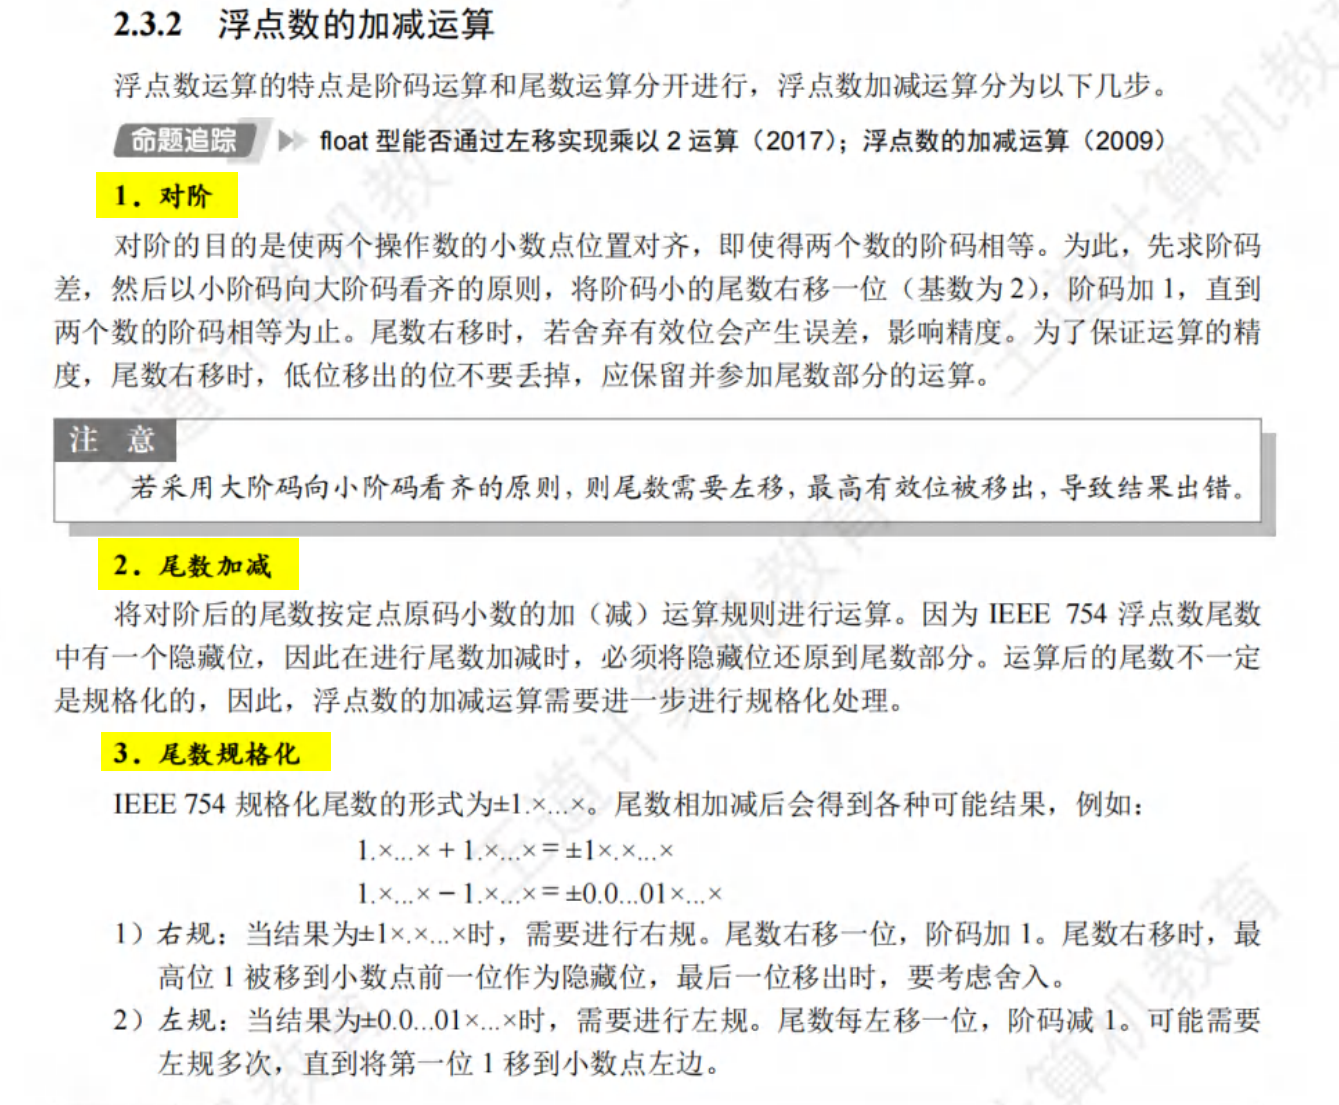 2.3.2 浮点数的加减运算
浮点数运算的特点是阶码运算和尾数运算分开进行，浮点数加减运算分为以下几步。
命题追踪 float 型能否通过左移实现乘以 2 运算（2017）；浮点数的加减运算（2009）
1．对阶
对阶的目的是使两个操作数的小数点位置对齐，即使得两个数的阶码相等。为此，先求阶码
差，然后以小阶码向大阶码看齐的原则，将阶码小的尾数右移一位（基数为 2），阶码加 1，直到
两个数的阶码相等为止。尾数右移时，若舍弃有效位会产生误差，影响精度。为了保证运算的精
度，尾数右移时，低位移出的位不要丢掉，应保留并参加尾数部分的运算。
注 意
若采用大阶码向小阶码看齐的原则，则尾数需要左移，最高有效位被移出，导致结果出错。
2．尾数加减
将对阶后的尾数按定点原码小数的加（减）运算规则进行运算。因为 IEEE 754 浮点数尾数
中有一个隐藏位，因此在进行尾数加减时，必须将隐藏位还原到尾数部分。运算后的尾数不一定
是规格化的，因此，浮点数的加减运算需要进一步进行规格化处理。
3．尾数规格化
IEEE 754 规格化尾数的形式为±1.×...×。尾数相加减后会得到各种可能结果，例如：
1.×...× + 1.×...× = ±1×.×...×
1.×...× − 1.×...× = ±0.0...01×...×
1）右规：当结果为±1×.×...×时，需要进行右规。尾数右移一位，阶码加 1。尾数右移时，最
高位 1 被移到小数点前一位作为隐藏位，最后一位移出时，要考虑舍入。
2）左规：当结果为±0.0...01×...×时，需要进行左规。尾数每左移一位，阶码减 1。可能需要
左规多次，直到将第一位 1 移到小数点左边。